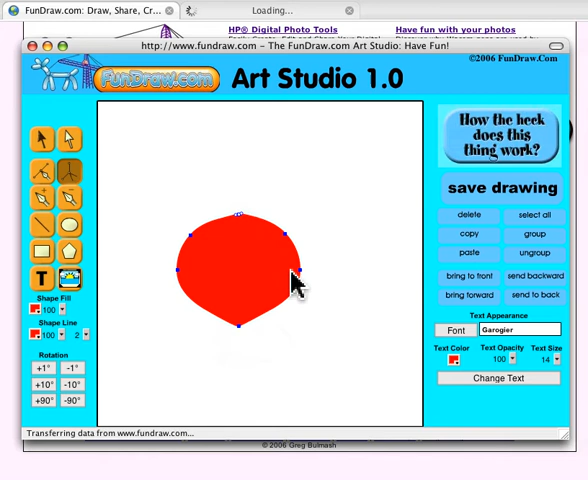 FunDraw.com: Draw, Share, Cr...
Loading...
HP® Digital Photo Tools
Have fun with your photos
http://www.fundraw.com – The FunDraw.com Art Studio: Have Fun!
©2006 FunDraw.Com
FunDraw.com
Art Studio 1.0
How the heek
does this
thing work?
save drawing
delete
select all
copy
group
paste
ungroup
bring to front
send backward
bring forward
send to back
T
Shape Fill
100
Shape Line
100
2
Rotation
+1°
-1°
+10°
-10°
+90°
-90°
Text Appearance
Font
Garogier
Text Color
Text Opacity
Text Size
100
14
Change Text
Transferring data from www.fundraw.com...
© 2006 Greg Bulmash